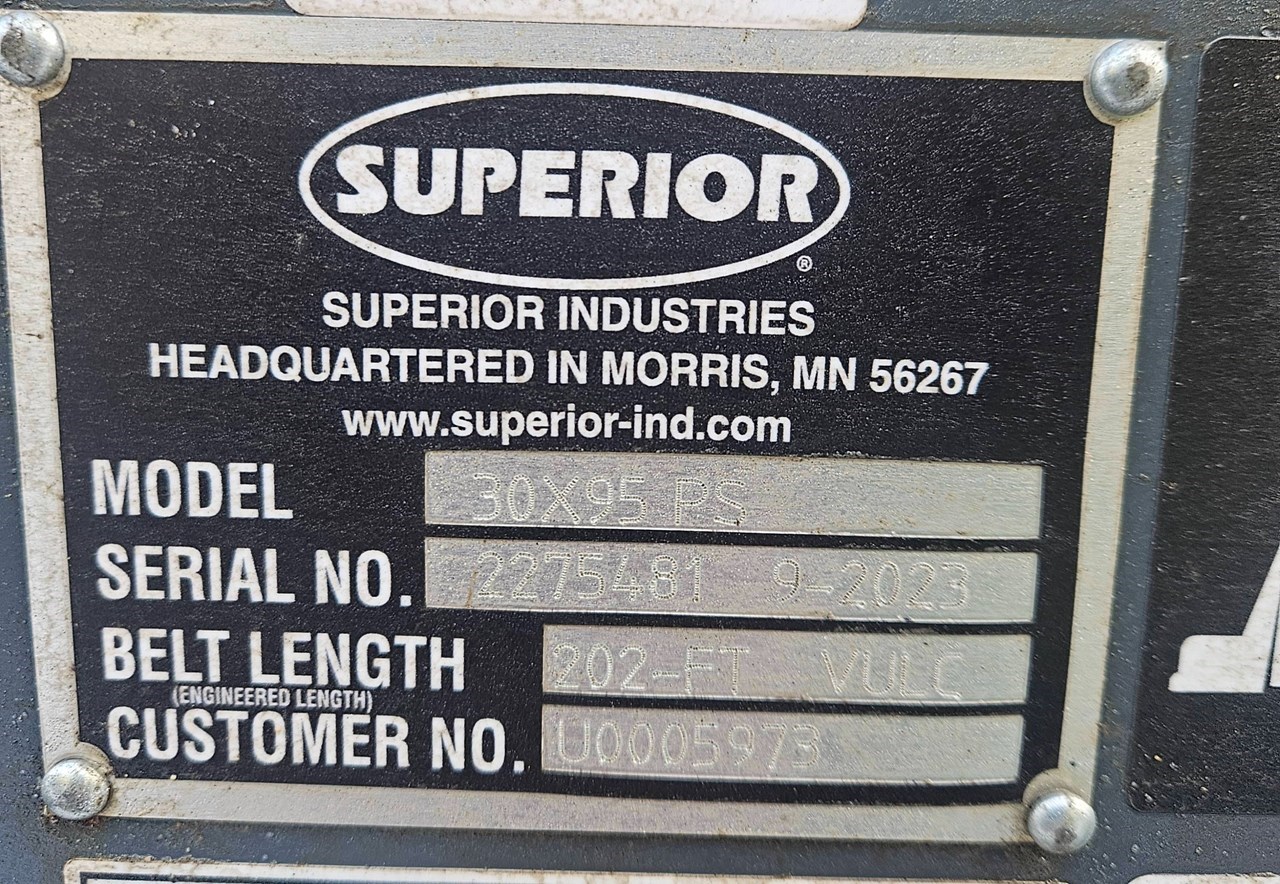 SUPERIOR
®
SUPERIOR INDUSTRIES
HEADQUARTERED IN MORRIS, MN 56267
www.superior-ind.com
MODEL 30X95 PS
SERIAL NO. 2275481 9-2023
BELT LENGTH 202-FT VULC
(ENGINEERED LENGTH)
CUSTOMER NO. U0005973